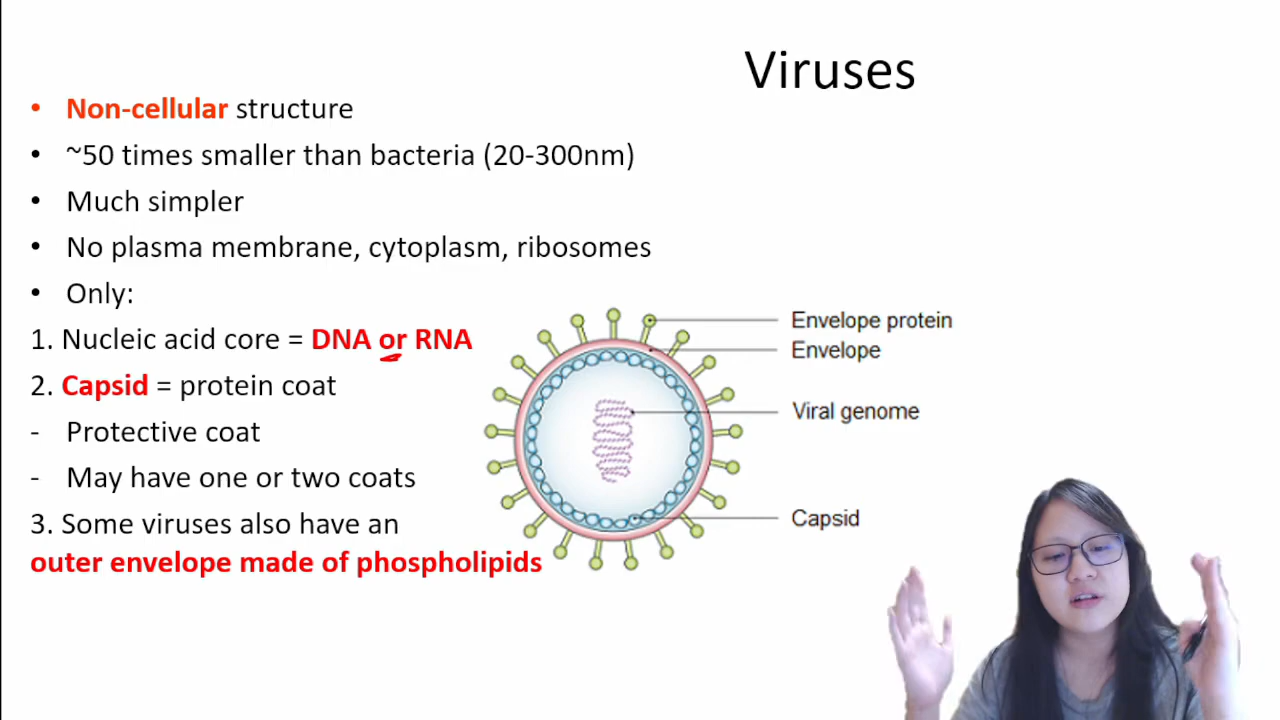 Viruses
• Non-cellular structure
• ~50 times smaller than bacteria (20-300nm)
• Much simpler
• No plasma membrane, cytoplasm, ribosomes
• Only:
1. Nucleic acid core = DNA or RNA
2. Capsid = protein coat
- Protective coat
- May have one or two coats
3. Some viruses also have an
outer envelope made of phospholipids
Envelope protein
Envelope
Viral genome
Capsid